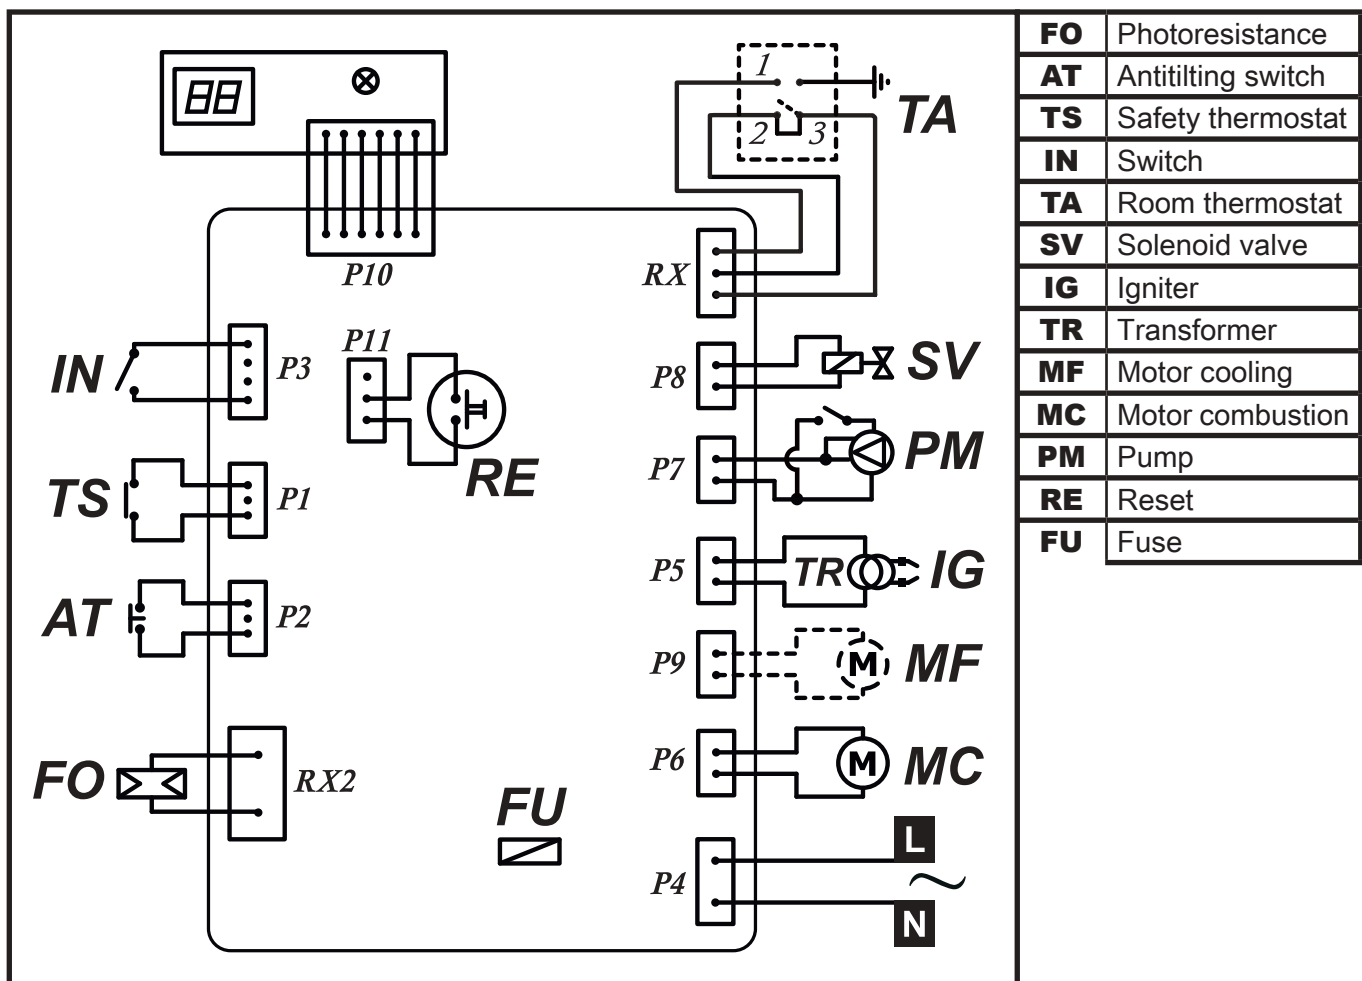 88
1
2 3
TA
P10
RX
IN
P3
P11
RE
P8
SV
P7
PM
TS
P1
P5
TR
IG
AT
P2
P9
M
MF
FO
RX2
P6
M
MC
FU
P4
L
N
FO Photoresistance
AT Antitilting switch
TS Safety thermostat
IN Switch
TA Room thermostat
SV Solenoid valve
IG Igniter
TR Transformer
MF Motor cooling
MC Motor combustion
PM Pump
RE Reset
FU Fuse